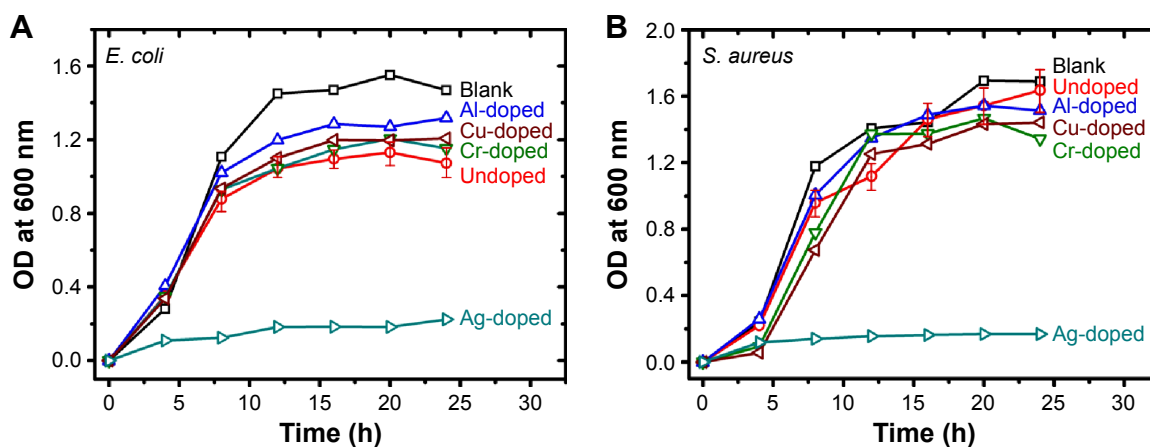 A
E. coli
OD at 600 nm
1.6
1.2
0.8
0.4
0.0
Blank
Al-doped
Cu-doped
Cr-doped
Undoped
Ag-doped
0 5 10 15 20 25 30
Time (h)
B
S. aureus
OD at 600 nm
2.0
1.6
1.2
0.8
0.4
0.0
Blank
Undoped
Al-doped
Cu-doped
Cr-doped
Ag-doped
0 5 10 15 20 25 30
Time (h)